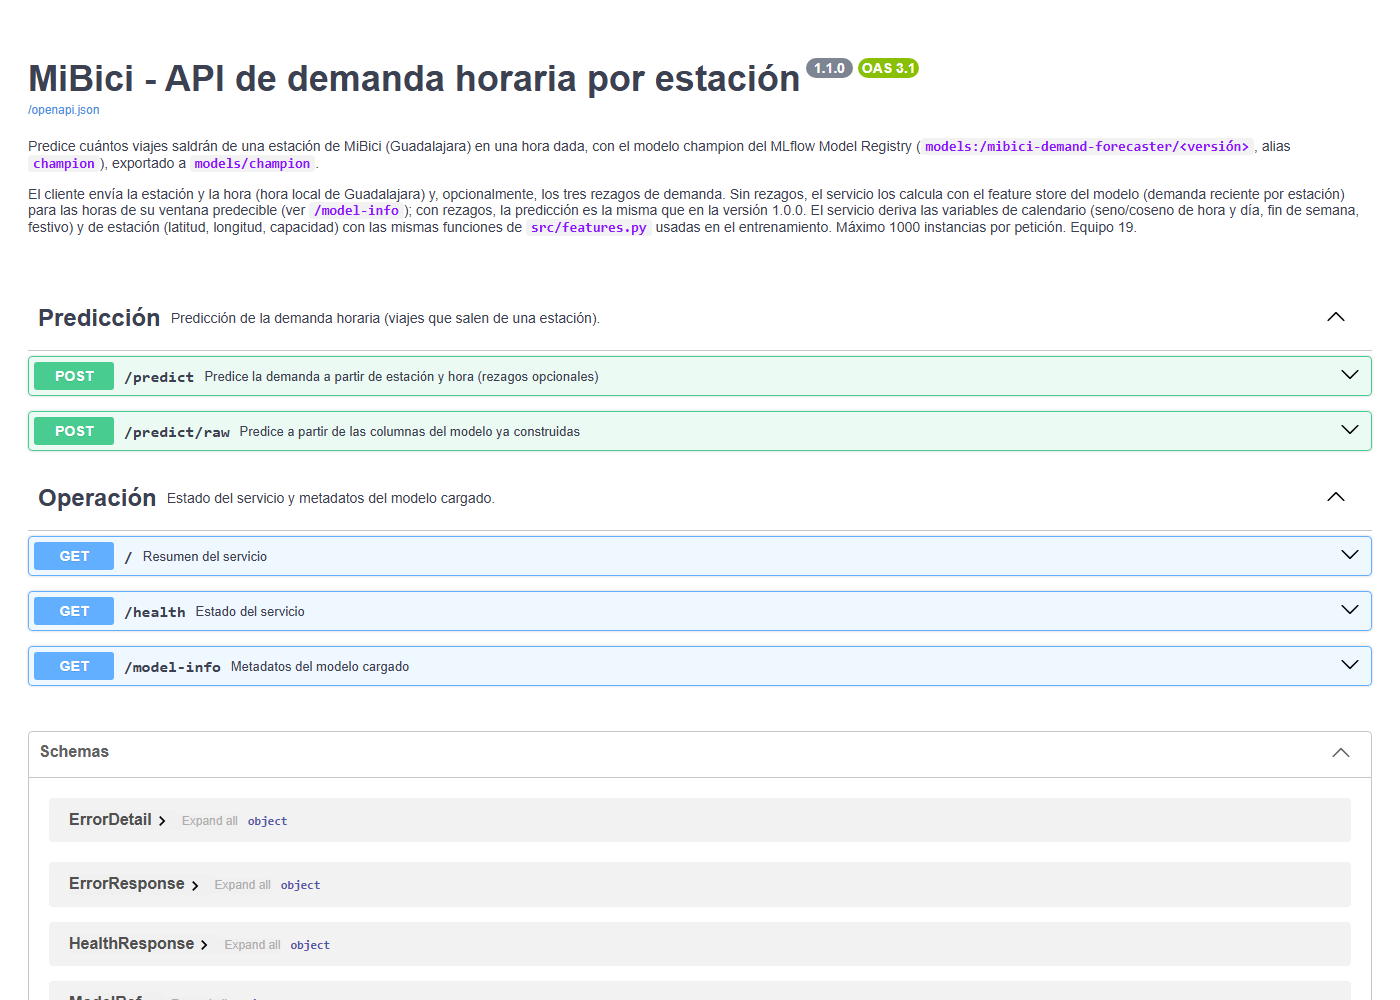 MiBici - API de demanda horaria por estación 1.1.0 OAS 3.1
/openapi.json
Predice cuántos viajes saldrán de una estación de MiBici (Guadalajara) en una hora dada, con el modelo champion del MLflow Model Registry ( models:/mibici-demand-forecaster/<versión> , alias
champion ), exportado a models/champion .
El cliente envía la estación y la hora (hora local de Guadalajara) y, opcionalmente, los tres rezagos de demanda. Sin rezagos, el servicio los calcula con el feature store del modelo (demanda reciente por estación)
para las horas de su ventana predecible (ver /model-info ); con rezagos, la predicción es la misma que en la versión 1.0.0. El servicio deriva las variables de calendario (seno/coseno de hora y día, fin de semana,
festivo) y de estación (latitud, longitud, capacidad) con las mismas funciones de src/features.py usadas en el entrenamiento. Máximo 1000 instancias por petición. Equipo 19.
Predicción Predicción de la demanda horaria (viajes que salen de una estación).
POST /predict Predice la demanda a partir de estación y hora (rezagos opcionales)
POST /predict/raw Predice a partir de las columnas del modelo ya construidas
Operación Estado del servicio y metadatos del modelo cargado.
GET / Resumen del servicio
GET /health Estado del servicio
GET /model-info Metadatos del modelo cargado
Schemas
ErrorDetail Expand all object
ErrorResponse Expand all object
HealthResponse Expand all object